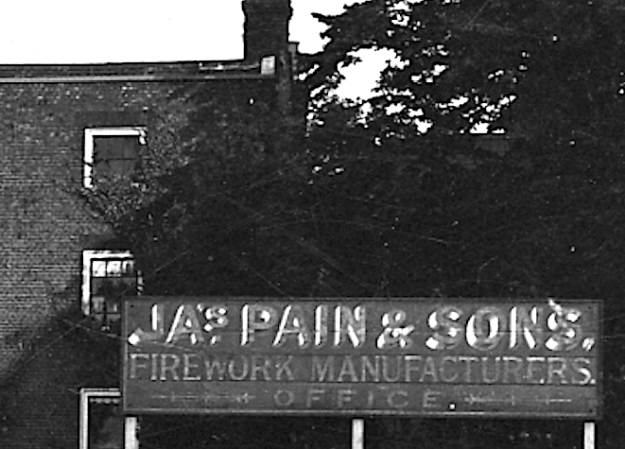 JAS. PAIN & SONS.
FIREWORK MANUFACTURERS.
OFFICE.